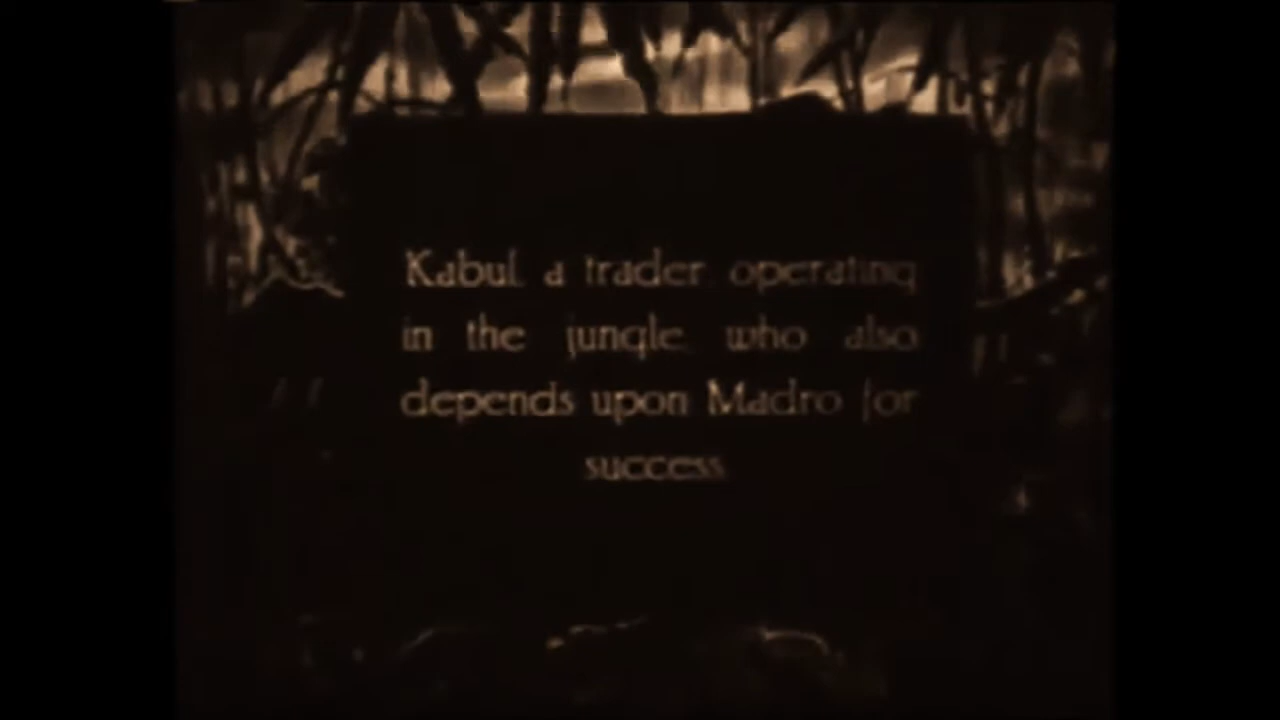 Kabul, a trader, operating
in the jungle, who also
depends upon Madro for
success.